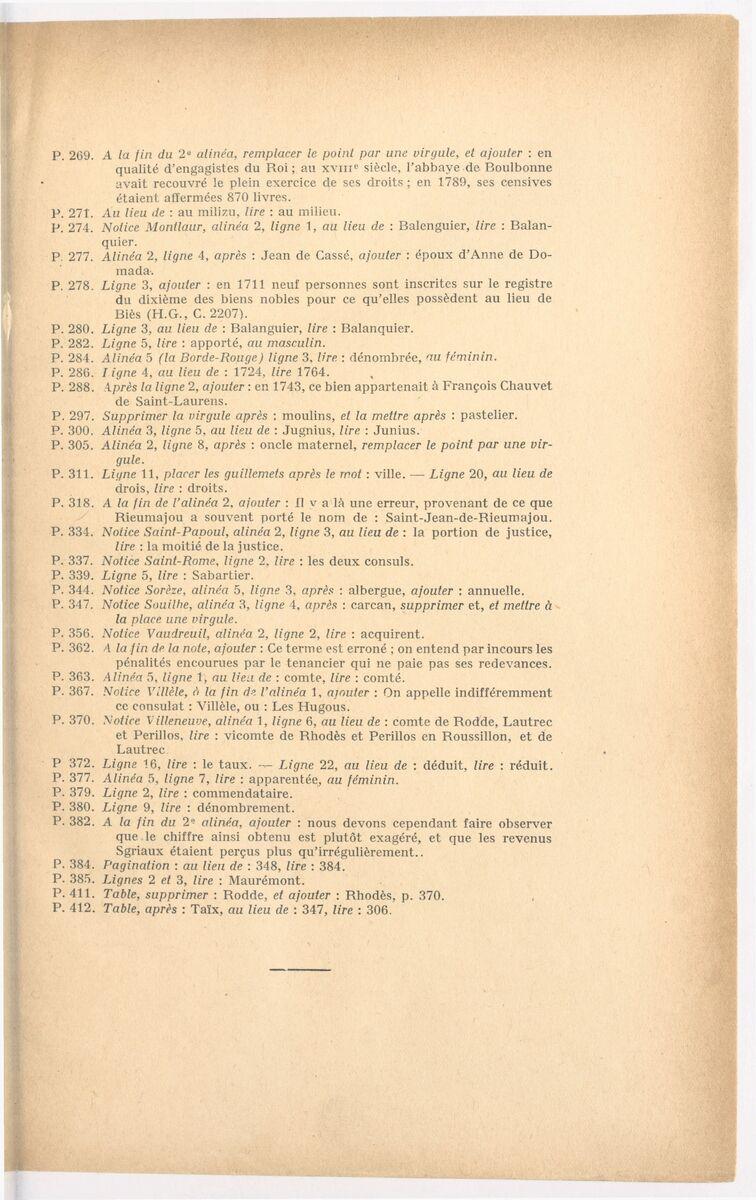 P. 269. A la fin du 2e alinéa, remplacer le point par une virgule, et ajouter : en
qualité d'engagistes du Roi ; au XVIIIe siècle, l'abbaye de Boulbonne
avait recouvré le plein exercice de ses droits ; en 1789, ses censives
étaient affermées 870 livres.
P. 271. Au lieu de : au milizu, lire : au milieu.
P. 274. Notice Montlaur, alinéa 2, ligne 1, au lieu de : Balenguier, lire : Balan-
quier.
P. 277. Alinéa 2, ligne 4, après : Jean de Cassé, ajouter : époux d'Anne de Do-
mada.
P. 278. Ligne 3, ajouter : en 1711 neuf personnes sont inscrites sur le registre
du dixième des biens nobles pour ce qu'elles possèdent au lieu de
Biès (H.G., C. 2207).
P. 280. Ligne 3, au lieu de : Balanguier, lire : Balanquier.
P. 282. Ligne 5, lire : apporté, au masculin.
P. 284. Alinéa 5 (la Borde-Rouge) ligne 3, lire : dénombrée, au féminin.
P. 286. Ligne 4, au lieu de : 1724, lire 1764.
P. 288. Après la ligne 2, ajouter : en 1743, ce bien appartenait à François Chauvet
de Saint-Laurens.
P. 297. Supprimer la virgule après : moulins, et la mettre après : pastelier.
P. 300. Alinéa 3, ligne 5, au lieu de : Jugnius, lire : Junius.
P. 305. Alinéa 2, ligne 8, après : oncle maternel, remplacer le point par une vir-
gule.
P. 311. Ligne 11, placer les guillemets après le mot : ville. — Ligne 20, au lieu de
drois, lire : droits.
P. 318. A la fin de l'alinéa 2, ajouter : Il y a là une erreur, provenant de ce que
Rieumajou a souvent porté le nom de : Saint-Jean-de-Rieumajou.
P. 334. Notice Saint-Papoul, alinéa 2, ligne 3, au lieu de : la portion de justice,
lire : la moitié de la justice.
P. 337. Notice Saint-Rome, ligne 2, lire : les deux consuls.
P. 339. Ligne 5, lire : Sabartier.
P. 344. Notice Sorèze, alinéa 5, ligne 3, après : albergue, ajouter : annuelle.
P. 347. Notice Souilhe, alinéa 3, ligne 4, après : carcan, supprimer et, et mettre à
la place une virgule.
P. 356. Notice Vaudreuil, alinéa 2, ligne 2, lire : acquirent.
P. 362. A la fin de la note, ajouter : Ce terme est erroné ; on entend par incours les
pénalités encourues par le tenancier qui ne paie pas ses redevances.
P. 363. Alinéa 5, ligne 1, au lieu de : comte, lire : comté.
P. 367. Notice Villèle, à la fin de l'alinéa 1, ajouter : On appelle indifféremment
ce consulat : Villèle, ou : Les Hugous.
P. 370. Notice Villeneuve, alinéa 1, ligne 6, au lieu de : comte de Rodde, Lautrec
et Perillos, lire : vicomte de Rhodès et Perillos en Roussillon, et de
Lautrec
P 372. Ligne 16, lire : le taux. — Ligne 22, au lieu de : déduit, lire : réduit.
P. 377. Alinéa 5, ligne 7, lire : apparentée, au féminin.
P. 379. Ligne 2, lire : commendataire.
P. 380. Ligne 9, lire : dénombrement.
P. 382. A la fin du 2e alinéa, ajouter : nous devons cependant faire observer
que le chiffre ainsi obtenu est plutôt exagéré, et que les revenus
Sgriaux étaient perçus plus qu'irrégulièrement..
P. 384. Pagination : au lieu de : 348, lire : 384.
P. 385. Lignes 2 et 3, lire : Maurémont.
P. 411. Table, supprimer : Rodde, et ajouter : Rhodès, p. 370.
P. 412. Table, après : Taïx, au lieu de : 347, lire : 306.